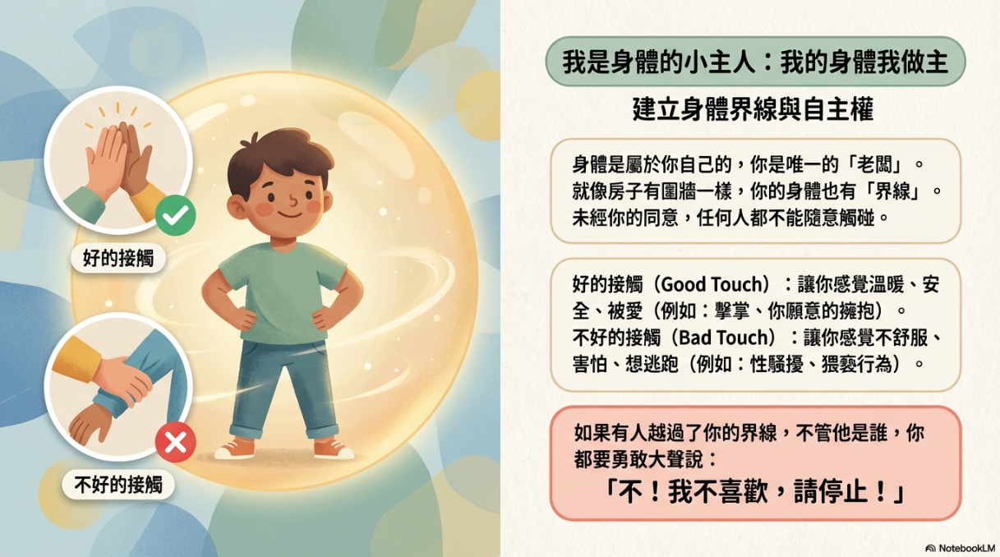 好的接觸
不好的接觸
我是身體的小主人：我的身體我做主
建立身體界線與自主權
身體是屬於你自己的，你是唯一的「老闆」。
就像房子有圍牆一樣，你的身體也有「界線」。
未經你的同意，任何人都不能隨意觸碰。
好的接觸（Good Touch）：讓你感覺溫暖、安
全、被愛（例如：擊掌、你願意的擁抱）。
不好的接觸（Bad Touch）：讓你感覺不舒服、
害怕、想逃跑（例如：性騷擾、猥褻行為）。
如果有人越過了你的界線，不管他是誰，你
都要勇敢大聲說：
「不！我不喜歡，請停止！」
NotebookLM